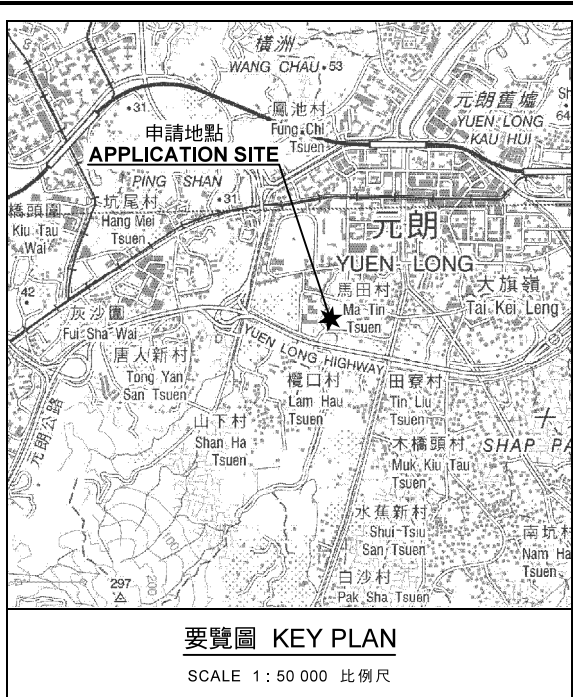 橫洲
WANG CHAU
53
31
鳳池村
Fung Chi
Tsuen
元朗舊墟
YUEN LONG
KAU HUI
64
申請地點
APPLICATION SITE
PING SHAN
31
橋頭圍
Kiu Tau
Wai
坑尾村
Hang Mei
Tsuen
元朗
YUEN LONG
馬田村
Ma Tin
Tsuen
大旗嶺
Tai Kei Leng
42
灰沙圍
Fui Sha Wai
YUEN LONG HIGHWAY
唐人新村
Tong Yan
San Tsuen
欖口村
Lam Hau
Tsuen
田寮村
Tin Liu
Tsuen
山下村
Shan Ha
Tsuen
元朗公路
十
SHAP PA
木橋頭村
Muk Kiu Tau
Tsuen
水蕉新村
Shui Tsiu
San Tsuen
南坑村
Nam Ha
Tsuen
白沙村
Pak Sha Tsuen
297
100
200
要覽圖 KEY PLAN
SCALE 1 : 50 000 比例尺